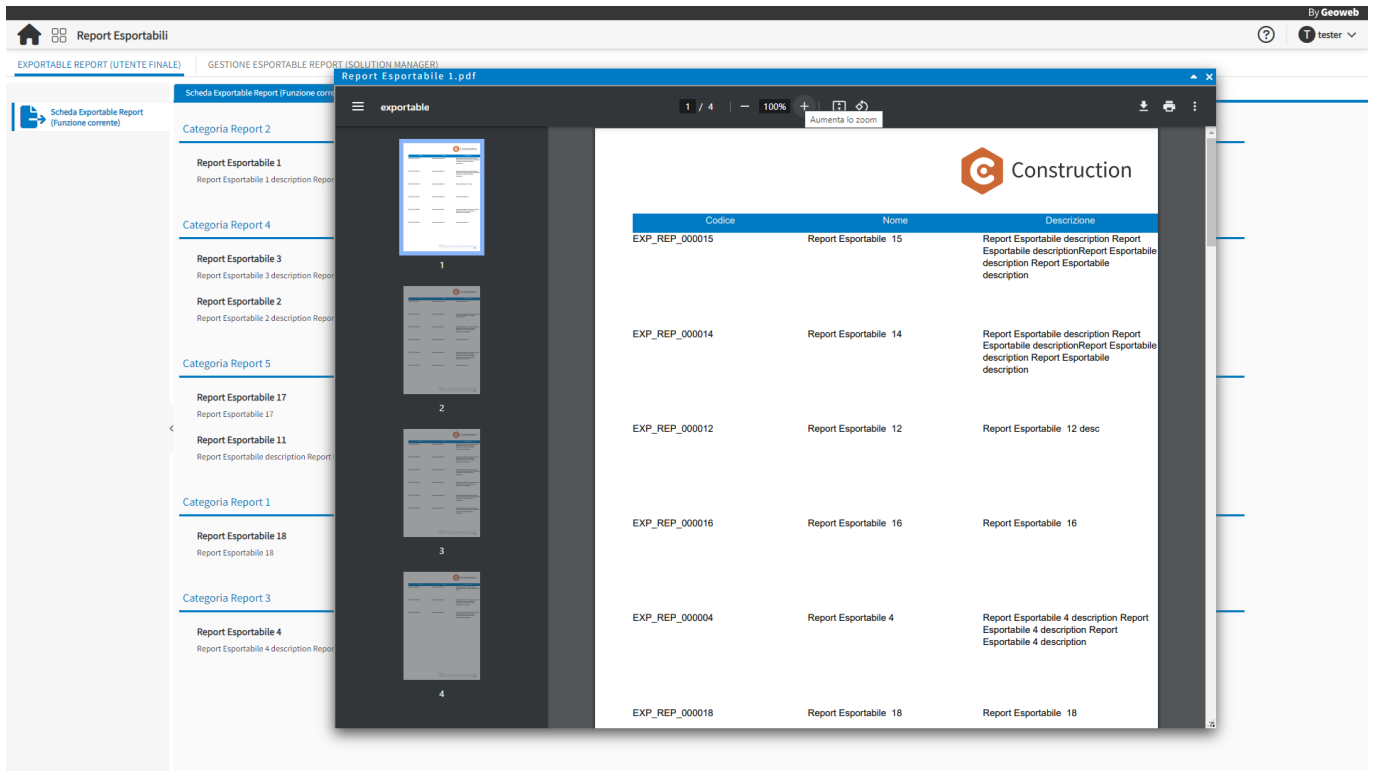 By Geoweb
Report Esportabili
? T tester
EXPORTABLE REPORT (UTENTE FINALE)
GESTIONE ESPORTABLE REPORT (SOLUTION MANAGER)
Scheda Exportable Report
(Funzione corrente)
Scheda Exportable Report (Funzione corre
Categoria Report 2
Report Esportabile 1
Report Esportabile 1 description Repor
Categoria Report 4
Report Esportabile 3
Report Esportabile 3 description Repor
Report Esportabile 2
Report Esportabile 2 description Repor
Categoria Report 5
Report Esportabile 17
Report Esportabile 17
Report Esportabile 11
Report Esportabile description Report
Categoria Report 1
Report Esportabile 18
Report Esportabile 18
Categoria Report 3
Report Esportabile 4
Report Esportabile 4 description Repor
Report Esportabile 1.pdf
exportable
1 / 4
100%
Aumenta lo zoom
1
2
3
4
Construction
Codice Nome Descrizione
EXP_REP_000015 Report Esportabile 15 Report Esportabile description Report
Esportabile descriptionReport Esportabile
description Report Esportabile
description
EXP_REP_000014 Report Esportabile 14 Report Esportabile description Report
Esportabile descriptionReport Esportabile
description Report Esportabile
description
EXP_REP_000012 Report Esportabile 12 Report Esportabile 12 desc
EXP_REP_000016 Report Esportabile 16 Report Esportabile 16
EXP_REP_000004 Report Esportabile 4 Report Esportabile 4 description Report
Esportabile 4 description Report
Esportabile 4 description
EXP_REP_000018 Report Esportabile 18 Report Esportabile 18